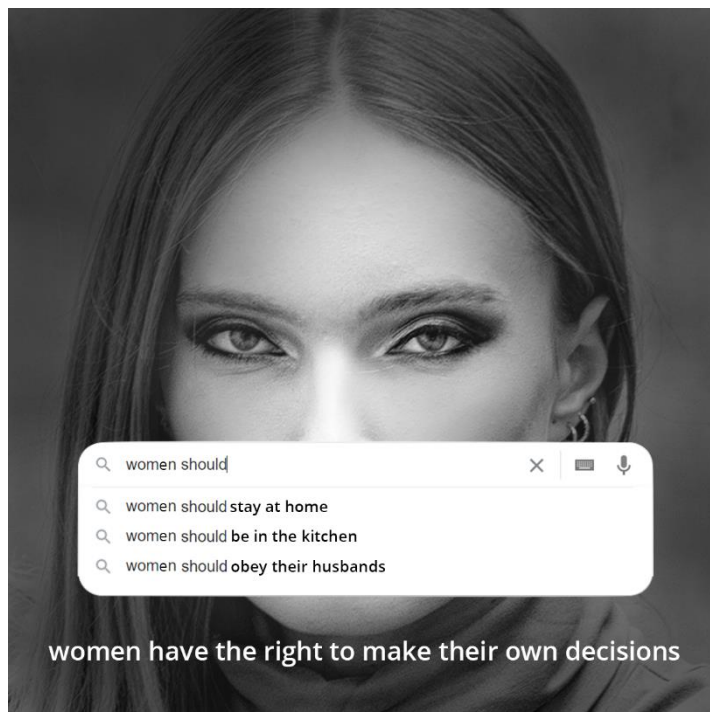 women should
women should stay at home
women should be in the kitchen
women should obey their husbands
women have the right to make their own decisions